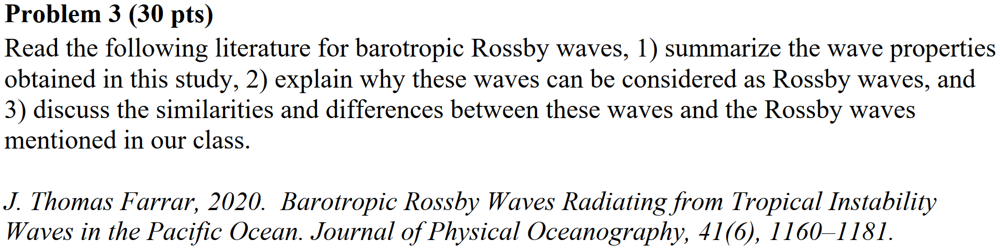 Problem 3 (30 pts)
Read the following literature for barotropic Rossby waves, 1) summarize the wave properties
obtained in this study, 2) explain why these waves can be considered as Rossby waves, and
3) discuss the similarities and differences between these waves and the Rossby waves
mentioned in our class.
J. Thomas Farrar, 2020.  Barotropic Rossby Waves Radiating from Tropical Instability
Waves in the Pacific Ocean. Journal of Physical Oceanography, 41(6), 1160–1181.